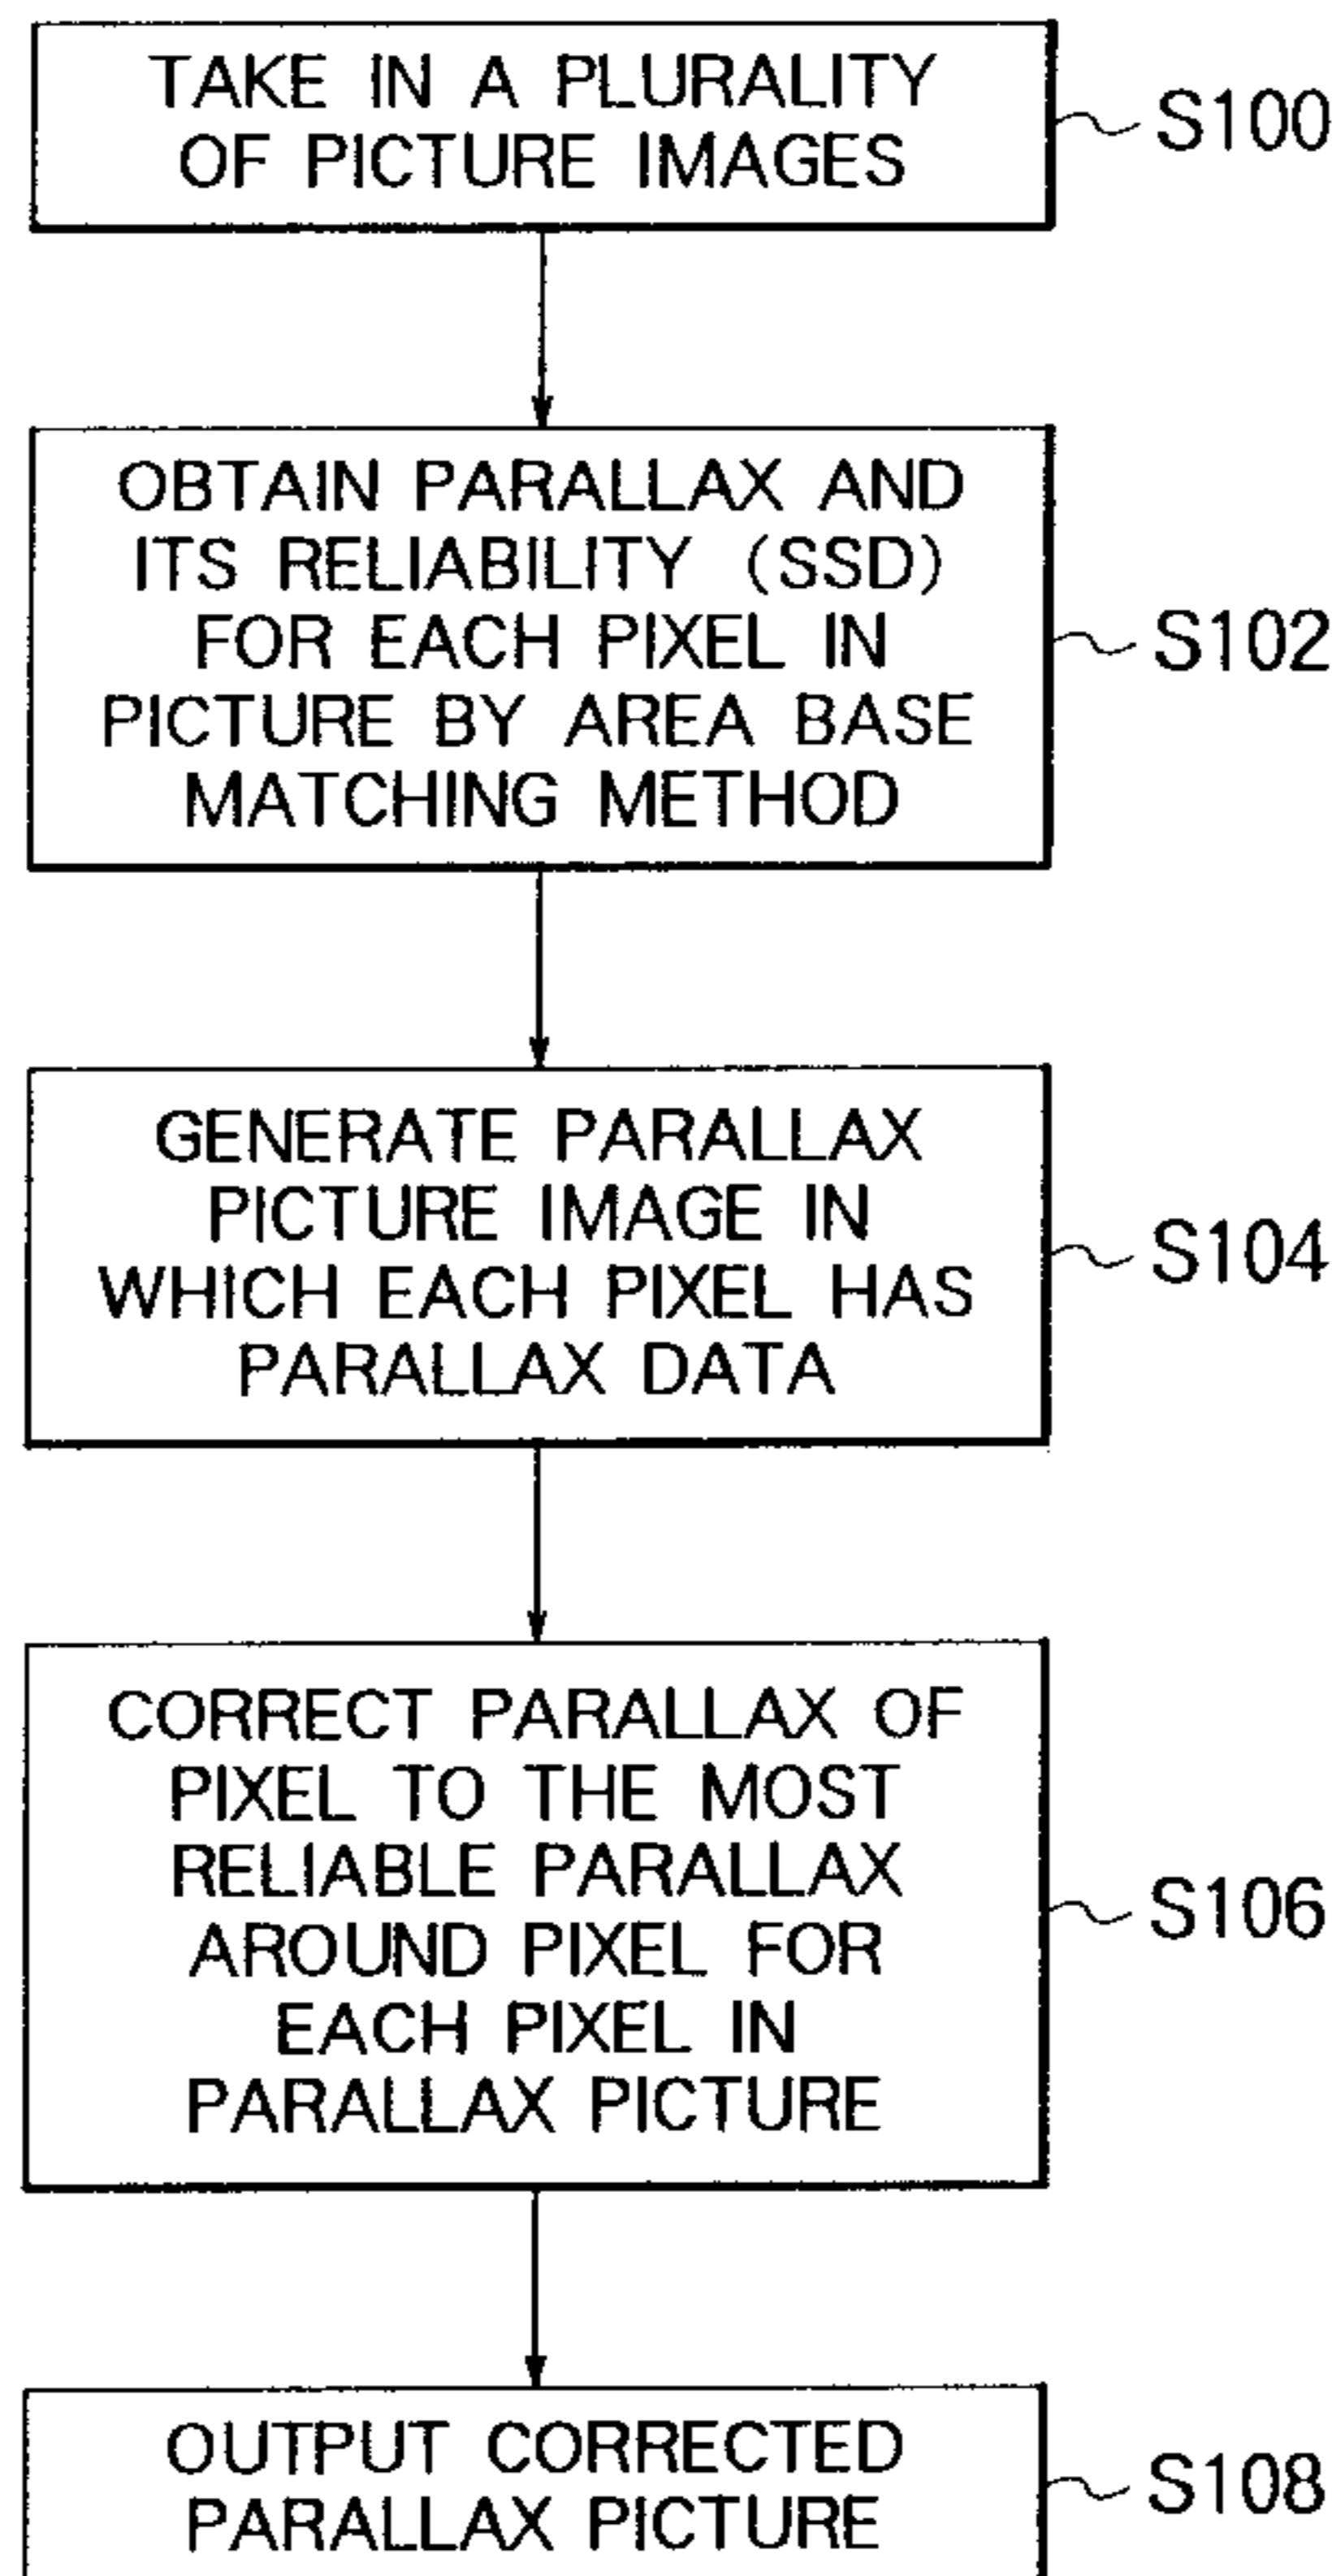 TAKE IN A PLURALITY
OF PICTURE IMAGES
S100
OBTAIN PARALLAX AND
ITS RELIABILITY (SSD)
FOR EACH PIXEL IN
PICTURE BY AREA BASE
MATCHING METHOD
S102
GENERATE PARALLAX
PICTURE IMAGE IN
WHICH EACH PIXEL HAS
PARALLAX DATA
S104
CORRECT PARALLAX OF
PIXEL TO THE MOST
RELIABLE PARALLAX
AROUND PIXEL FOR
EACH PIXEL IN
PARALLAX PICTURE
S106
OUTPUT CORRECTED
PARALLAX PICTURE
S108